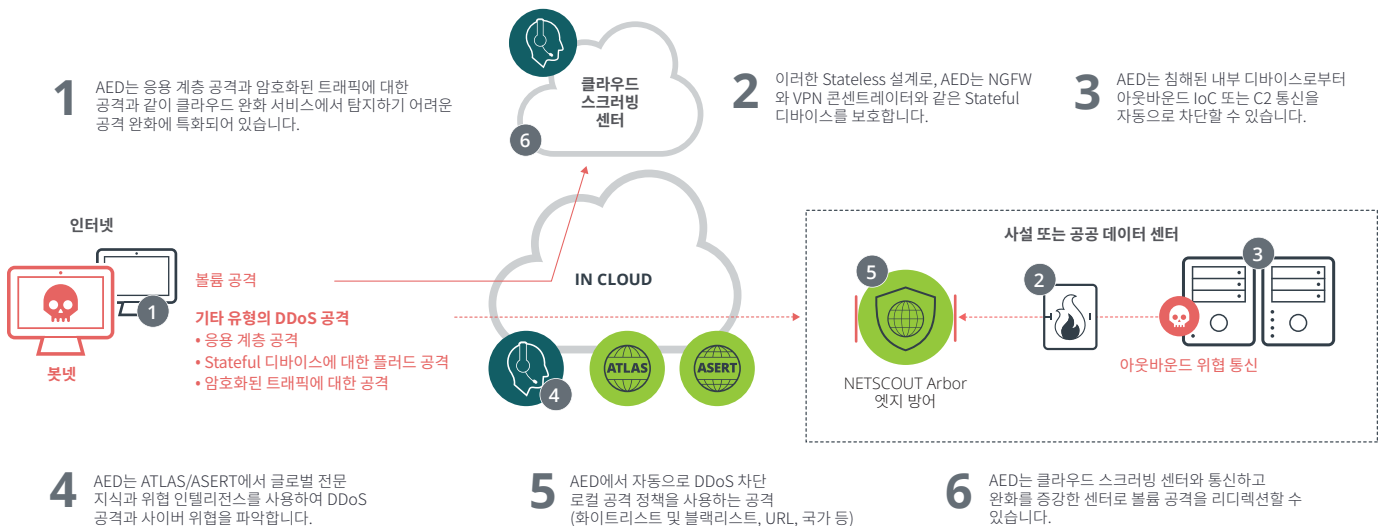 1
AED는 응용 계층 공격과 암호화된 트래픽에 대한
공격과 같이 클라우드 완화 서비스에서 탐지하기 어려운
공격 완화에 특화되어 있습니다.
클라우드
스크러빙
센터
6
2
이러한 Stateless 설계로, AED는 NGFW
와 VPN 콘센트레이터와 같은 Stateful
디바이스를 보호합니다.
3
AED는 침해된 내부 디바이스로부터
아웃바운드 IoC 또는 C2 통신을
자동으로 차단할 수 있습니다.
인터넷
1
봇넷
볼륨 공격
기타 유형의 DDoS 공격
• 응용 계층 공격
• Stateful 디바이스에 대한 플러드 공격
• 암호화된 트래픽에 대한 공격
IN CLOUD
4
ATLAS
ASERT
사설 또는 공공 데이터 센터
5
2
3
NETSCOUT Arbor
엣지 방어
아웃바운드 위협 통신
4
AED는 ATLAS/ASERT에서 글로벌 전문
지식과 위협 인텔리전스를 사용하여 DDoS
공격과 사이버 위협을 파악합니다.
5
AED에서 자동으로 DDoS 차단
로컬 공격 정책을 사용하는 공격
(화이트리스트 및 블랙리스트, URL, 국가 등)
6
AED는 클라우드 스크러빙 센터와 통신하고
완화를 증강한 센터로 볼륨 공격을 리디렉션할 수
있습니다.